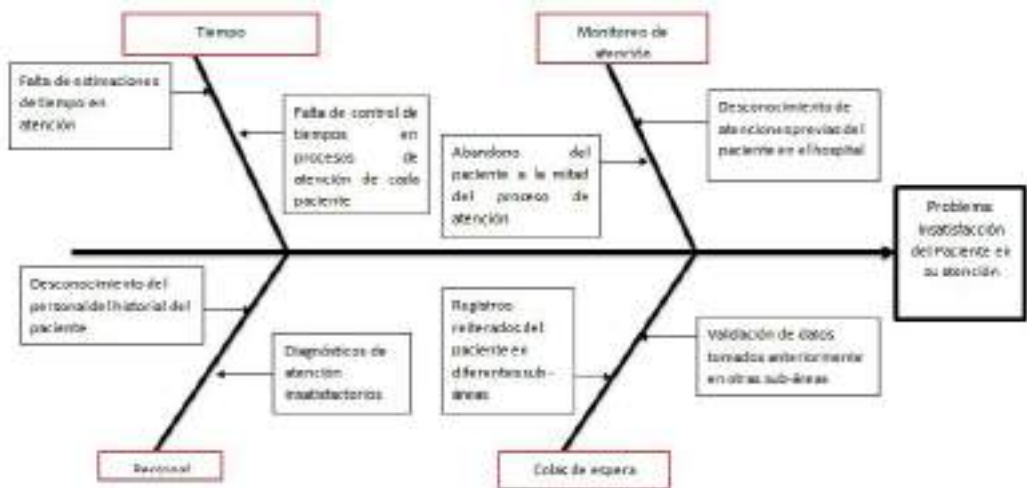 Tiempo
Monitoreo de
atención
Falta de estimaciones
de tiempo en
atención
Falta de control de
tiempos en
procesos de
atención de cada
paciente
Abandono del
paciente a la mitad
del proceso de
atención
Desconocimiento de
atenciones previas del
paciente en el hospital
Problema:
Insatisfacción
del Paciente en
su atención
Desconocimiento del
personal del historial del
paciente
Diagnósticos de
atención
insatisfactorios
Registros
reiterados del
paciente en
diferentes sub-
áreas
Validación de datos
tomados anteriormente
en otras sub-áreas
Personal
Colas de espera